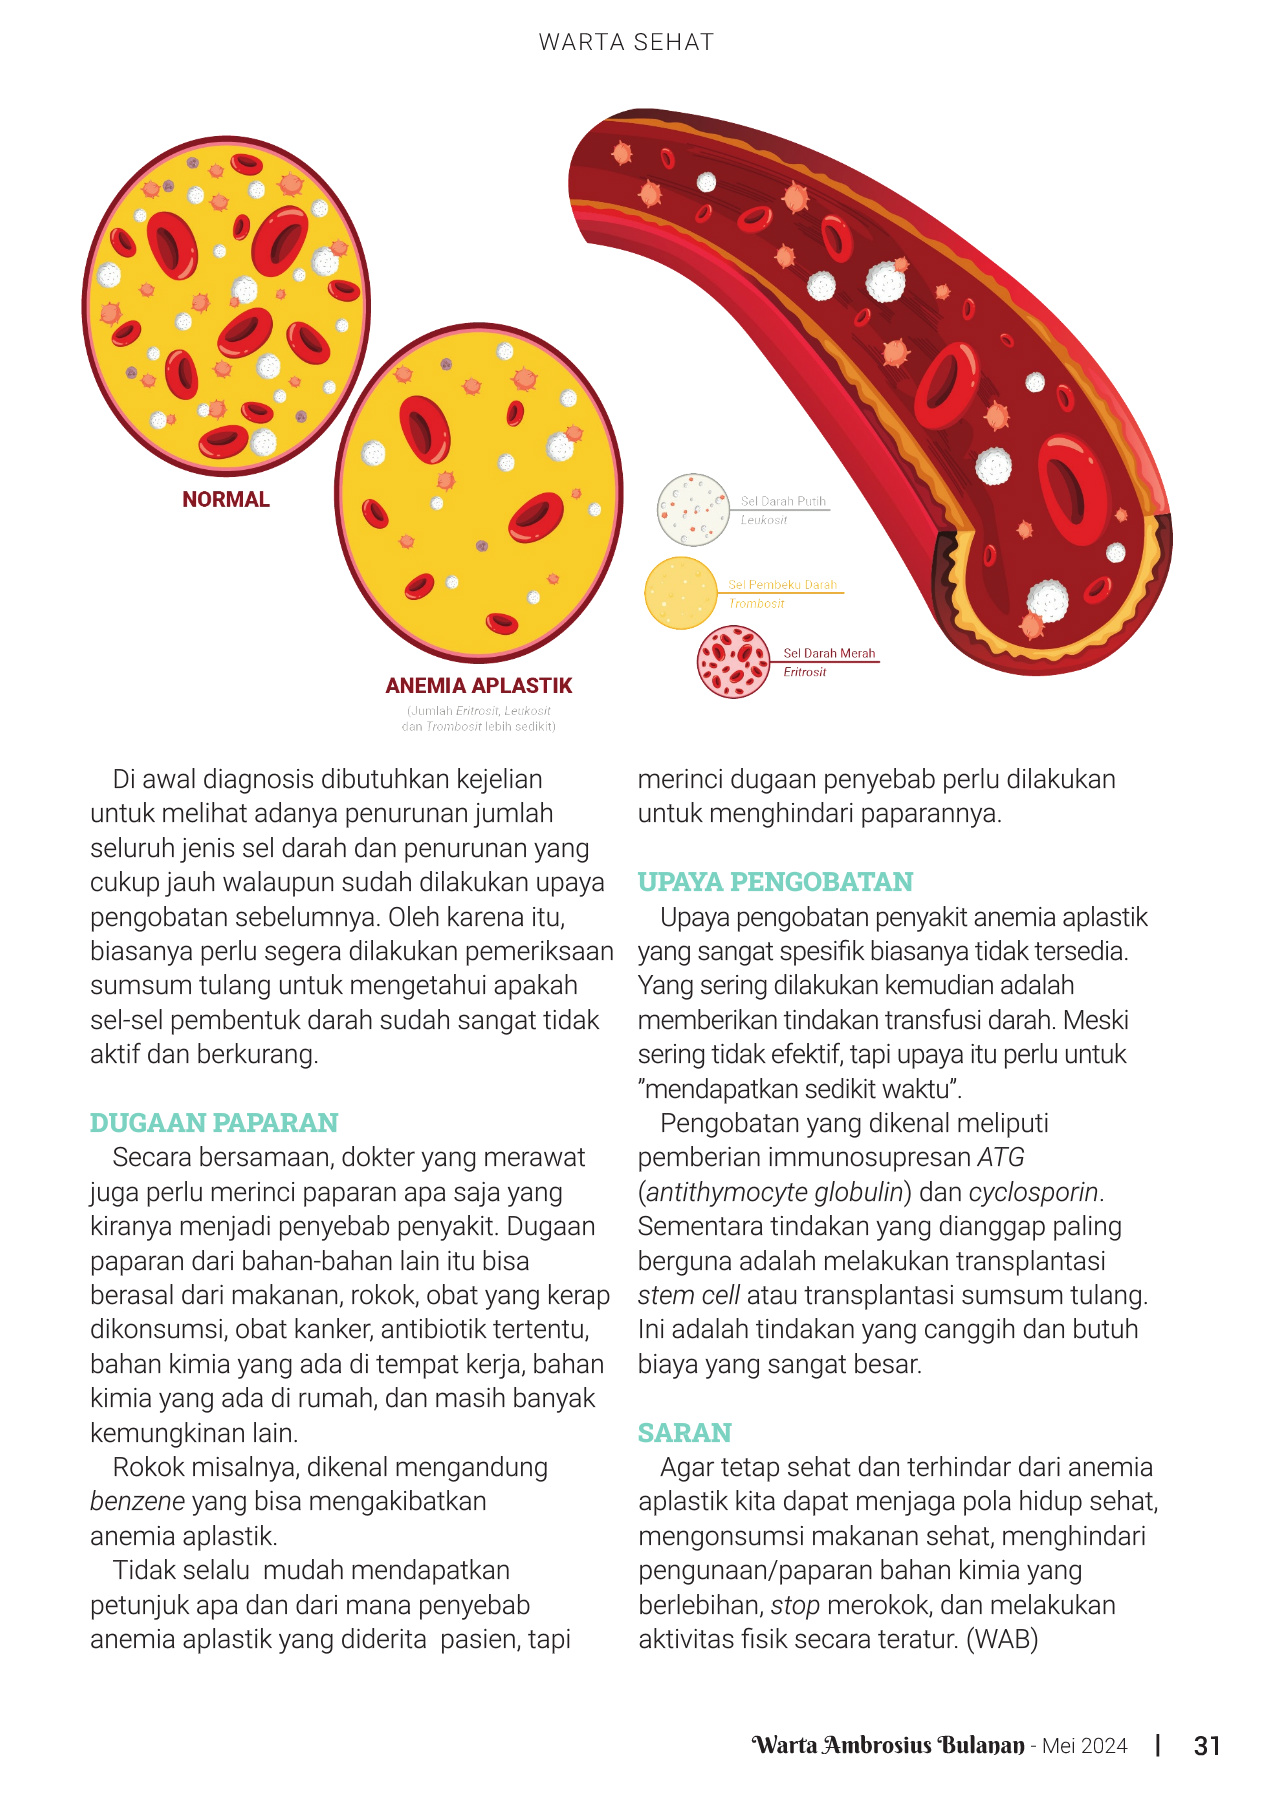 WARTA SEHAT
NORMAL
ANEMIA APLASTIK
(Jumlah Eritrosit, Leukosit
dan Trombosit lebih sedikit)
Sel Darah Putih
Leukosit
Sel Pembeku Darah
Trombosit
Sel Darah Merah
Eritrosit
Di awal diagnosis dibutuhkan kejelian
untuk melihat adanya penurunan jumlah
seluruh jenis sel darah dan penurunan yang
cukup jauh walaupun sudah dilakukan upaya
pengobatan sebelumnya. Oleh karena itu,
biasanya perlu segera dilakukan pemeriksaan
sumsum tulang untuk mengetahui apakah
sel-sel pembentuk darah sudah sangat tidak
aktif dan berkurang.
DUGAAN PAPARAN
Secara bersamaan, dokter yang merawat
juga perlu merinci paparan apa saja yang
kiranya menjadi penyebab penyakit. Dugaan
paparan dari bahan-bahan lain itu bisa
berasal dari makanan, rokok, obat yang kerap
dikonsumsi, obat kanker, antibiotik tertentu,
bahan kimia yang ada di tempat kerja, bahan
kimia yang ada di rumah, dan masih banyak
kemungkinan lain.
Rokok misalnya, dikenal mengandung
benzene yang bisa mengakibatkan
anemia aplastik.
Tidak selalu  mudah mendapatkan
petunjuk apa dan dari mana penyebab
anemia aplastik yang diderita  pasien, tapi
merinci dugaan penyebab perlu dilakukan
untuk menghindari paparannya.
UPAYA PENGOBATAN
Upaya pengobatan penyakit anemia aplastik
yang sangat spesifik biasanya tidak tersedia.
Yang sering dilakukan kemudian adalah
memberikan tindakan transfusi darah. Meski
sering tidak efektif, tapi upaya itu perlu untuk
”mendapatkan sedikit waktu”.
Pengobatan yang dikenal meliputi
pemberian immunosupresan ATG
(antithymocyte globulin) dan cyclosporin.
Sementara tindakan yang dianggap paling
berguna adalah melakukan transplantasi
stem cell atau transplantasi sumsum tulang.
Ini adalah tindakan yang canggih dan butuh
biaya yang sangat besar.
SARAN
Agar tetap sehat dan terhindar dari anemia
aplastik kita dapat menjaga pola hidup sehat,
mengonsumsi makanan sehat, menghindari
pengunaan/paparan bahan kimia yang
berlebihan, stop merokok, dan melakukan
aktivitas fisik secara teratur. (WAB)
Warta Ambrosius Bulanan - Mei 2024 | 31